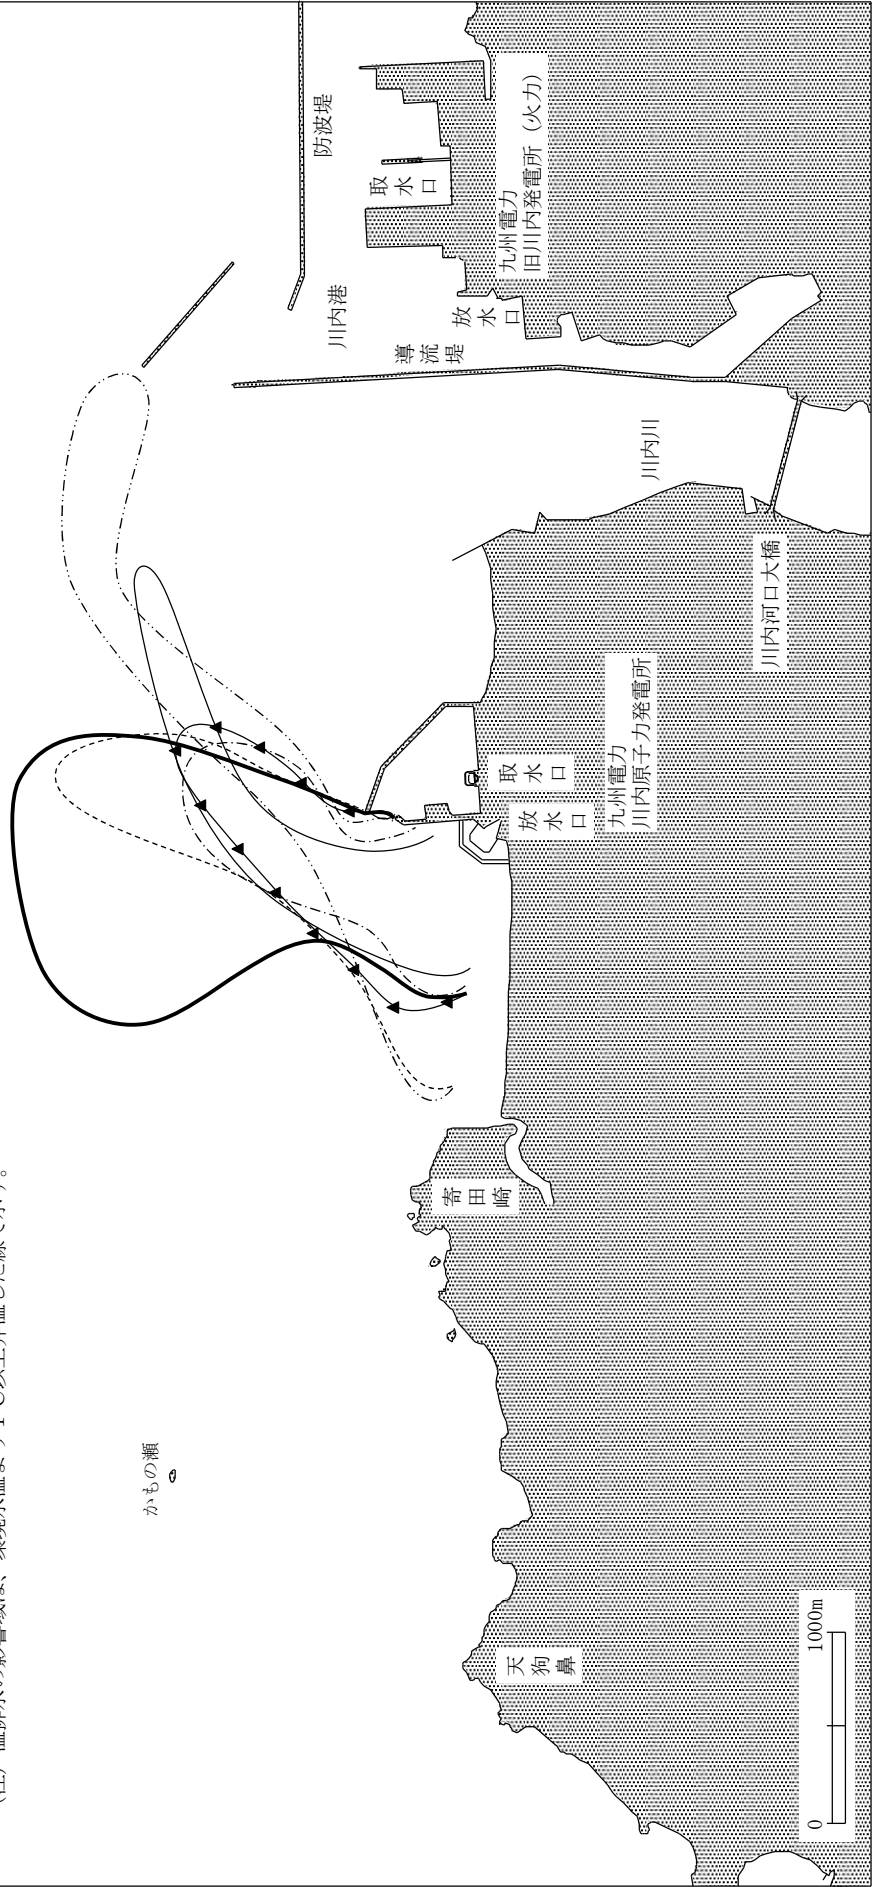 (注) 温排水の影響域は、環境水温より1℃以上昇温した線で示す。
かもの瀬
防波堤
川内港
取水口
導流堤
放水口
九州電力
旧川内発電所（火力）
寄田崎
取水口
放水口
天狗鼻
九州電力
川内原子力発電所
川内川
川内河口大橋
0 1000m